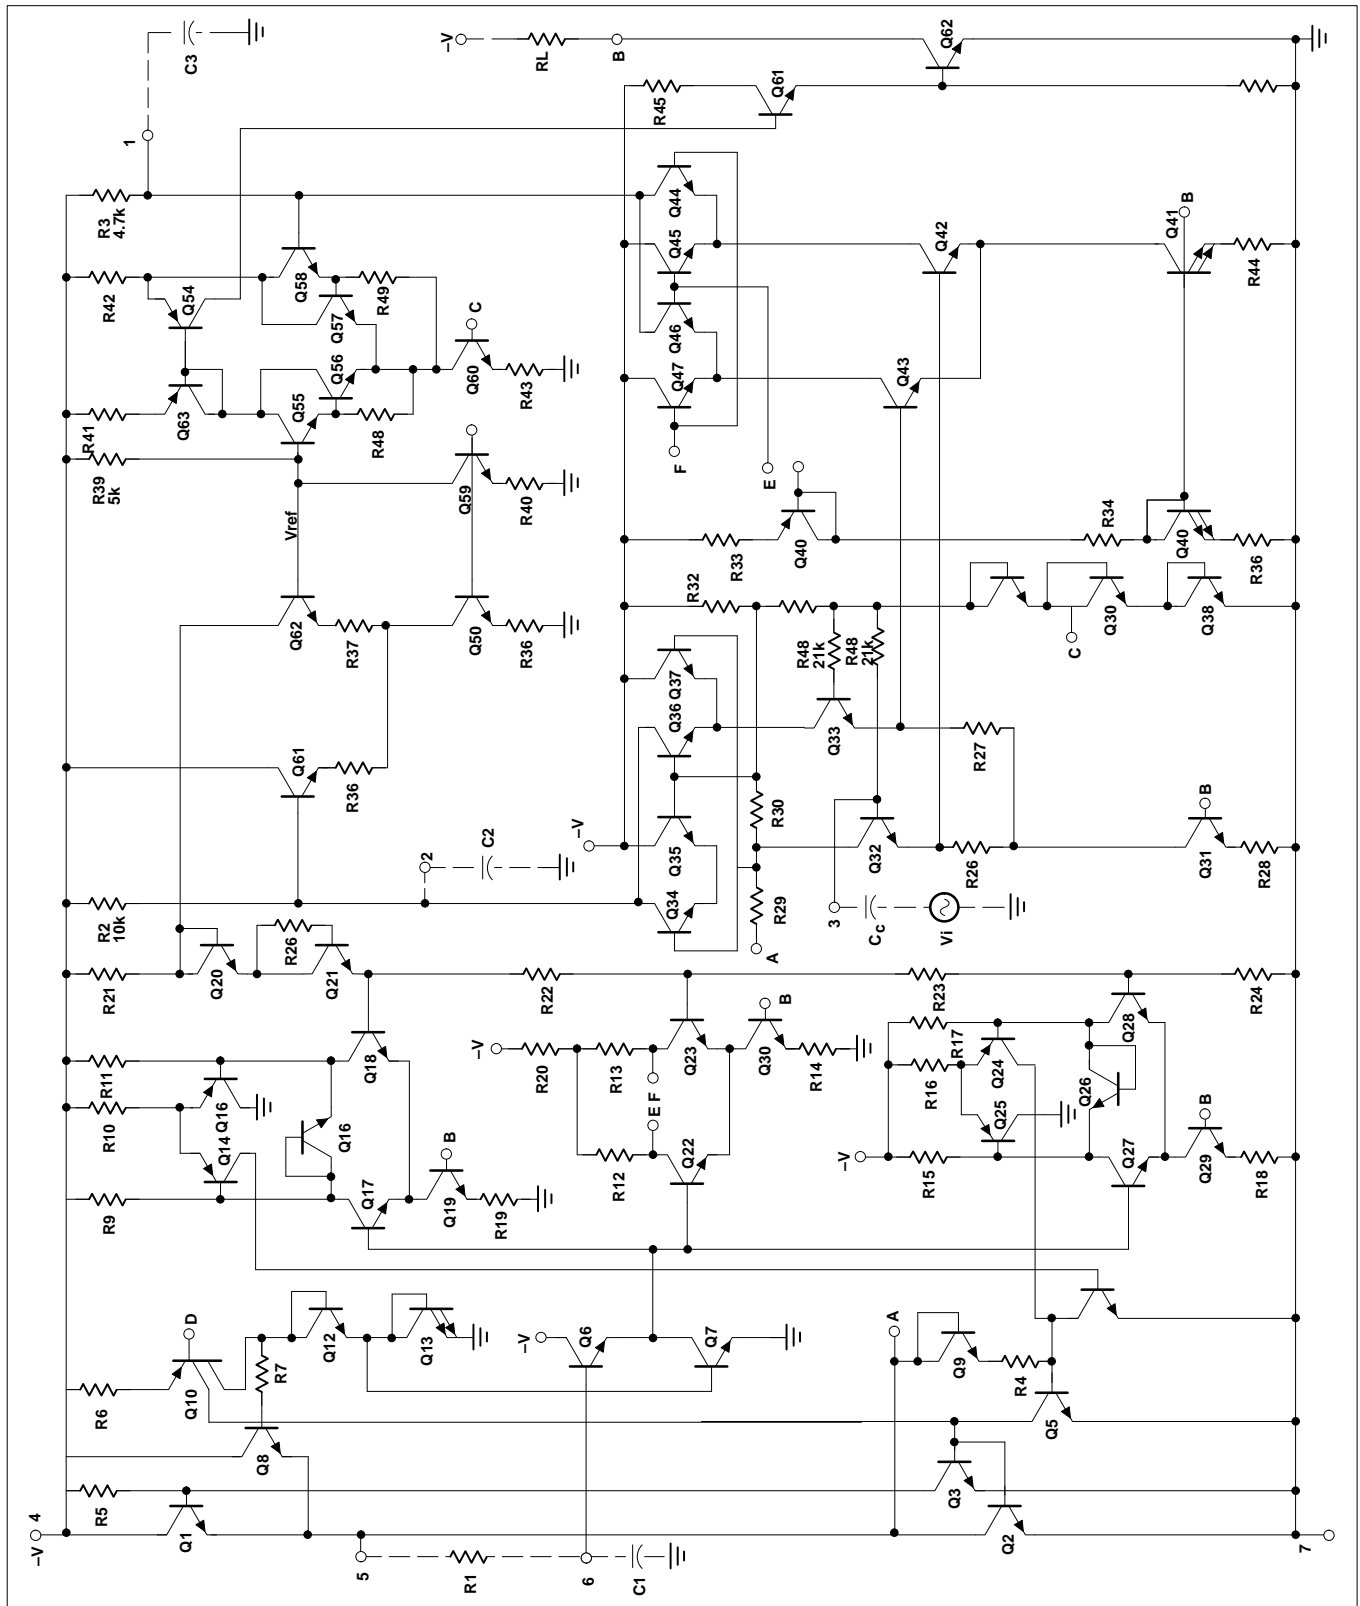 C3
1
R3
4.7k
R42
Q54
Q58
R49
Q57
Q56
C
Q60
R43
Q63
R41
Q55
R48
R39
5k
Vref
Q59
R40
Q62
R37
Q50
R36
Q61
R36
2
C2
R2
10k
R21
Q20
R26
Q21
R22
R11
Q18
R10
Q16
Q14
Q16
R9
Q17
B
Q19
R19
D
R6
Q10
R7
Q12
Q13
Q8
R5
–V
4
Q1
5
R1
6
C1
–V
RL
B
Q62
Q61
R45
Q44
Q45
Q46
Q47
Q42
Q43
Q41
B
R44
F
E
R33
Q40
R34
Q40
R36
R32
Q37
Q36
R48
21k
R48
21k
Q33
C
Q30
Q38
R27
–V
Q35
Q34
R30
R29
A
Q32
R26
3
Cc
Vi
Q31
B
R28
R23
R24
–V
R20
R13
F
E
R12
Q23
Q22
B
Q30
R14
R17
R16
Q24
Q25
Q26
Q28
–V
R15
Q27
B
Q29
R18
–V
Q6
Q7
A
Q9
R4
Q5
Q3
Q2
7